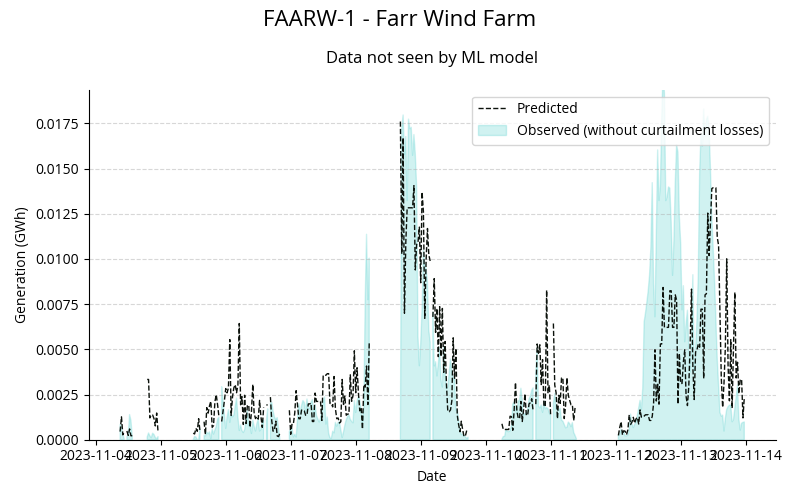 FAARW-1 - Farr Wind Farm
Data not seen by ML model
Predicted
Observed (without curtailment losses)
Generation (GWh)
0.0175
0.0150
0.0125
0.0100
0.0075
0.0050
0.0025
0.0000
2023-11-04 2023-11-05 2023-11-06 2023-11-07 2023-11-08 2023-11-09 2023-11-10 2023-11-11 2023-11-12 2023-11-13 2023-11-14
Date